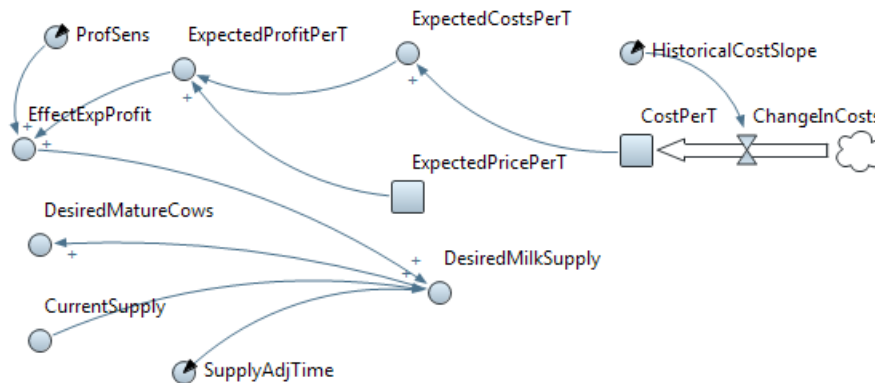 ProfSens
ExpectedProfitPerT
ExpectedCostsPerT
HistoricalCostSlope
EffectExpProfit
CostPerT
ChangeInCosts
ExpectedPricePerT
DesiredMatureCows
DesiredMilkSupply
CurrentSupply
SupplyAdjTime
+
+
+
+
+
+
+